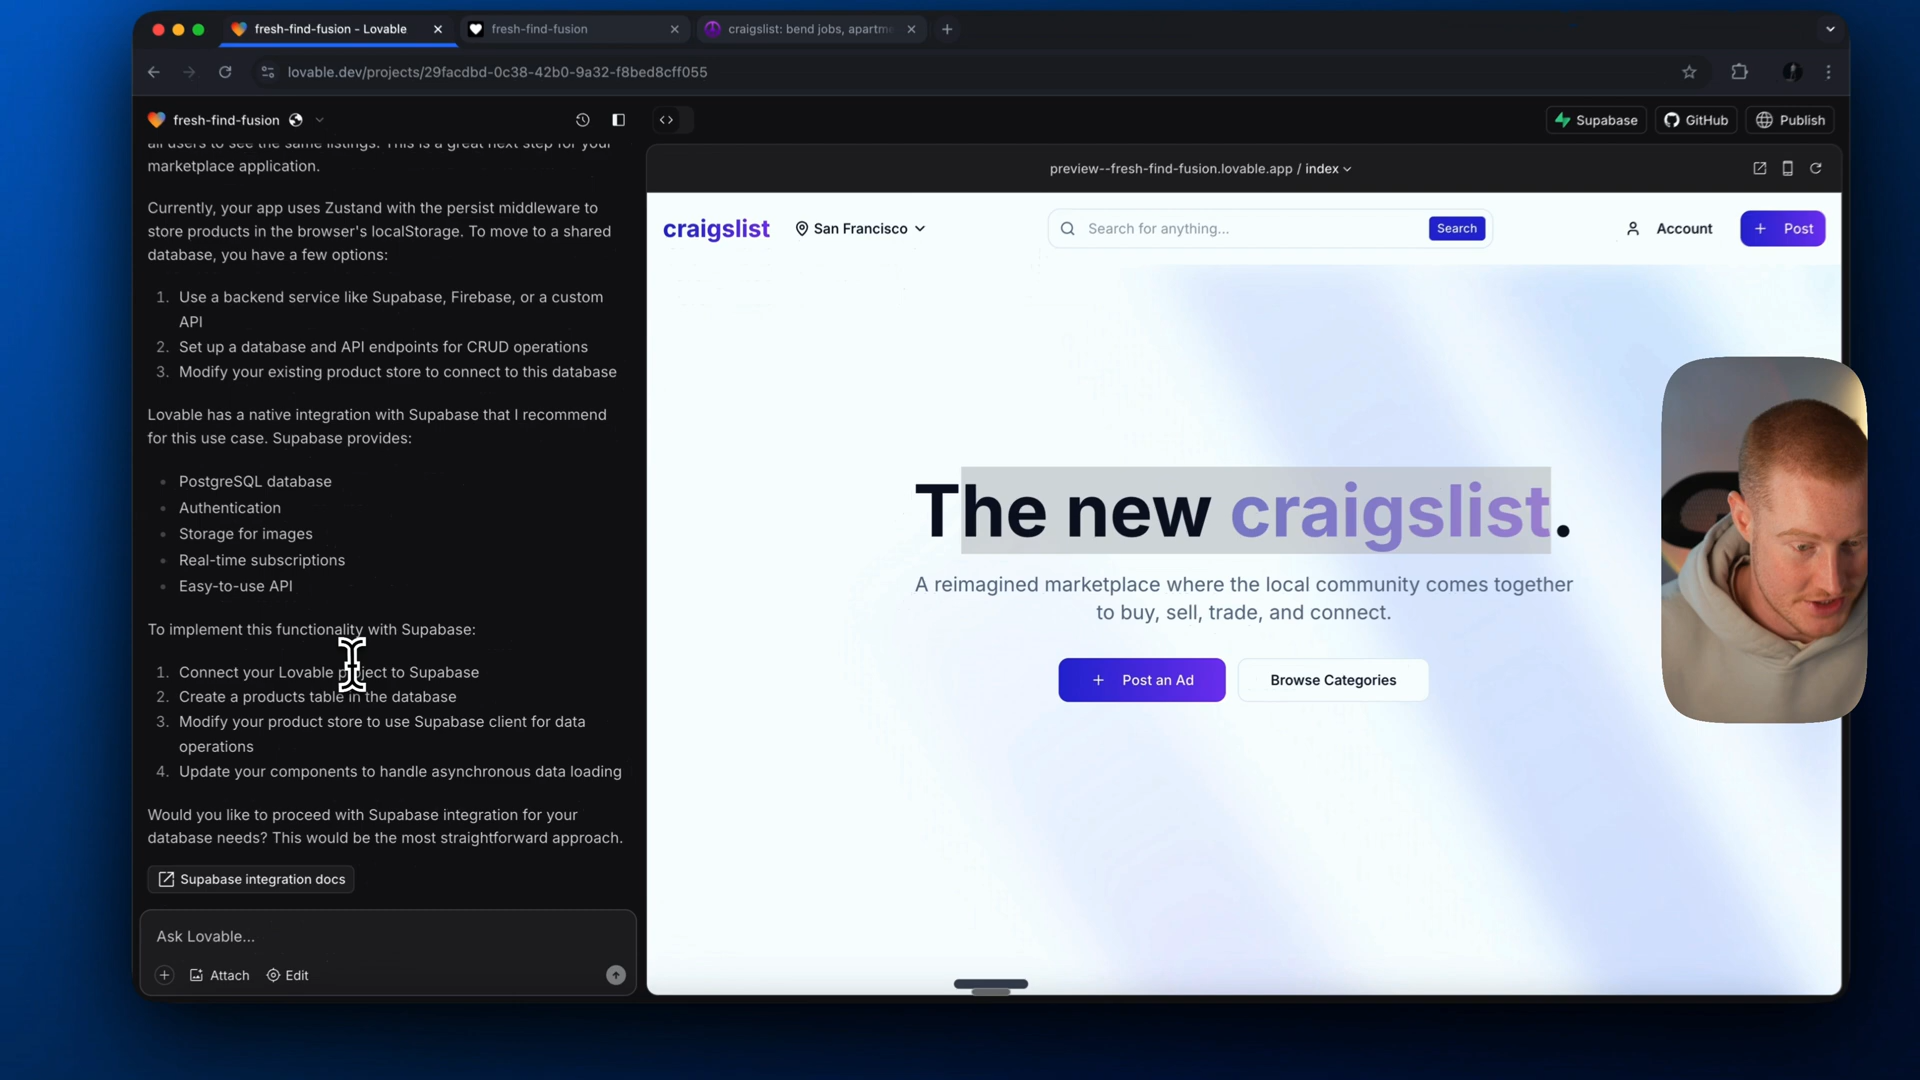 fresh-find-fusion - Lovable
fresh-find-fusion
craigslist: bend jobs, apartme
lovable.dev/projects/29facdbd-0c38-42b0-9a32-f8bed8cff055
fresh-find-fusion
Supabase
GitHub
Publish
all users to see the same listings. This is a great next step for your
marketplace application.
Currently, your app uses Zustand with the persist middleware to
store products in the browser's localStorage. To move to a shared
database, you have a few options:
1. Use a backend service like Supabase, Firebase, or a custom
API
2. Set up a database and API endpoints for CRUD operations
3. Modify your existing product store to connect to this database
Lovable has a native integration with Supabase that I recommend
for this use case. Supabase provides:
PostgreSQL database
Authentication
Storage for images
Real-time subscriptions
Easy-to-use API
To implement this functionality with Supabase:
1. Connect your Lovable project to Supabase
2. Create a products table in the database
3. Modify your product store to use Supabase client for data
operations
4. Update your components to handle asynchronous data loading
Would you like to proceed with Supabase integration for your
database needs? This would be the most straightforward approach.
Supabase integration docs
Ask Lovable...
Attach
Edit
preview--fresh-find-fusion.lovable.app / index
craigslist
San Francisco
Search for anything...
Search
Account
+ Post
The new craigslist.
A reimagined marketplace where the local community comes together
to buy, sell, trade, and connect.
+ Post an Ad
Browse Categories